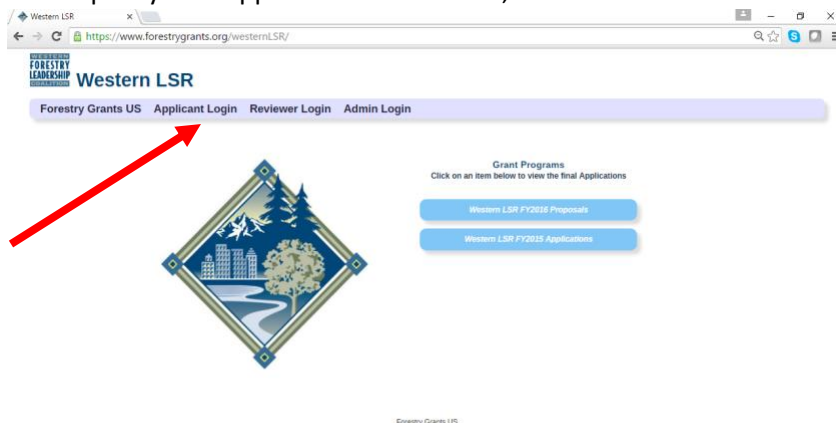 Western LSR
https://www.forestrygrants.org/westernLSR/
WESTERN
FORESTRY
LEADERSHIP
COALITION
Western LSR
Forestry Grants US Applicant Login Reviewer Login Admin Login
Grant Programs
Click on an item below to view the final Applications
Western LSR FY2016 Proposals
Western LSR FY2015 Applications
Forestry Grants US